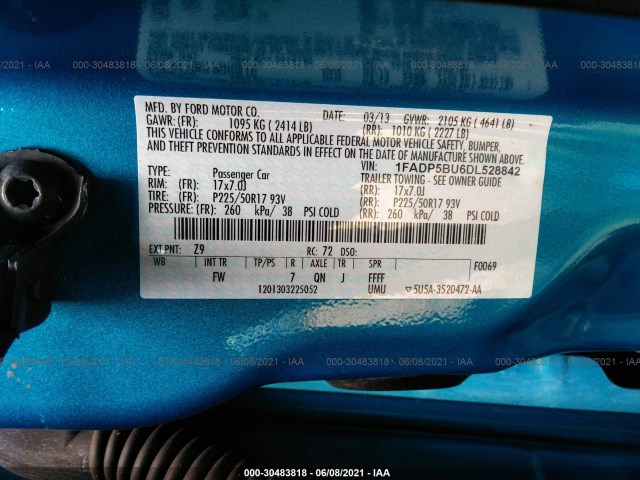 000-30483818 - 06/08/2021 - IAA
MFD. BY FORD MOTOR CO.
DATE: 03/13 GVWR: 2105 KG ( 4641 LB)
GAWR: (FR): 1095 KG ( 2414 LB) (RR): 1010 KG ( 2227 LB)
THIS VEHICLE CONFORMS TO ALL APPLICABLE FEDERAL MOTOR VEHICLE SAFETY, BUMPER,
AND THEFT PREVENTION STANDARDS IN EFFECT ON THE DATE OF MANUFACTURE SHOWN ABOVE.
VIN: 1FADP5BU6DL528842
TYPE: Passenger Car TRAILER TOWING - SEE OWNER GUIDE
RIM: (FR): 17x7.0J (RR): 17x7.0J
TIRE: (FR): P225/50R17 93V (RR): P225/50R17 93V
PRESSURE: (FR): 260 kPa/ 38 PSI COLD (RR): 260 kPa/ 38 PSI COLD
EXT PNT: Z9 RC: 72 DSO: F0069
WB INT TR TP/PS R AXLE TR SPR
FW 7 QN J FFFF
1201303225052 UMU ▽ 5U5A-3520472-AA
000-30483818 - 06/08/2021 - IAA
000-30483818 - 06/08/2021 - IAA